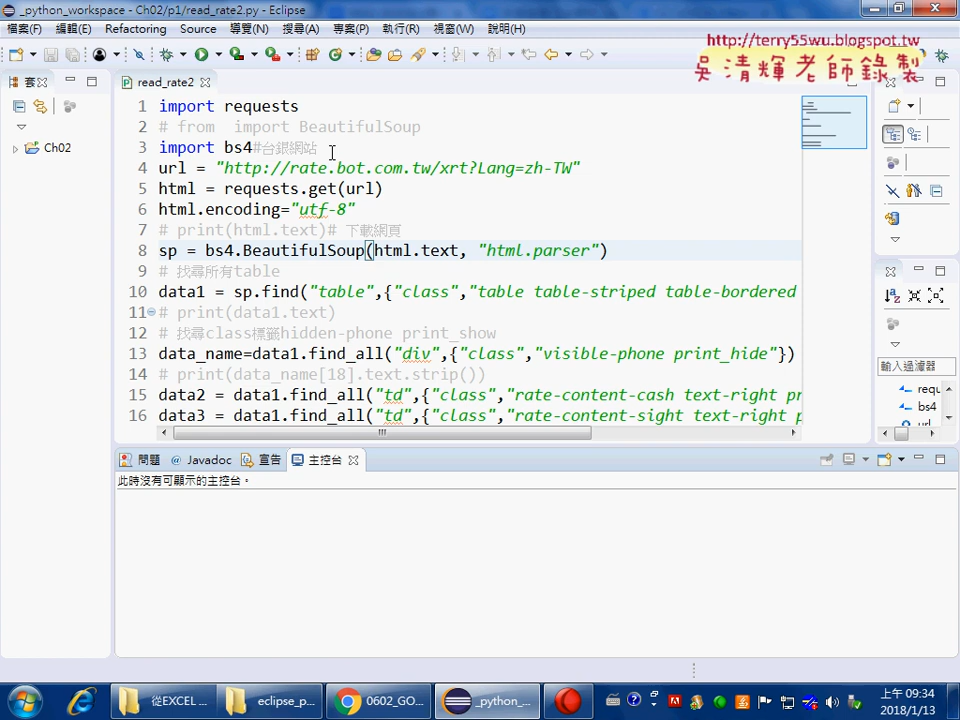 _python_workspace - Ch02/p1/read_rate2.py - Eclipse
檔案(F) 編輯(E) Refactoring Source 導覽(N) 搜尋(A) 專案(P) 執行(R) 視窗(W) 說明(H)
http://terry55wu.blogspot.tw
吳清輝老師錄製
套
read_rate2
Ch02
1 import requests
2 # from  import BeautifulSoup
3 import bs4#台銀網站
4 url = "http://rate.bot.com.tw/xrt?Lang=zh-TW"
5 html = requests.get(url)
6 html.encoding="utf-8"
7 # print(html.text)# 下載網頁
8 sp = bs4.BeautifulSoup(html.text, "html.parser")
9 # 找尋所有table
10 data1 = sp.find("table",{"class","table table-striped table-bordered
11 # print(data1.text)
12 # 找尋class標籤hidden-phone print_show
13 data_name=data1.find_all("div",{"class","visible-phone print_hide"})
14 # print(data_name[18].text.strip())
15 data2 = data1.find_all("td",{"class","rate-content-cash text-right pr
16 data3 = data1.find_all("td",{"class","rate-content-sight text-right p
輸入過濾器
requ
bs4
url
問題 @ Javadoc 宣告 主控台
此時沒有可顯示的主控台。
從EXCEL ...
eclipse_p...
0602_GO...
_python_...
上午 09:34
2018/1/13